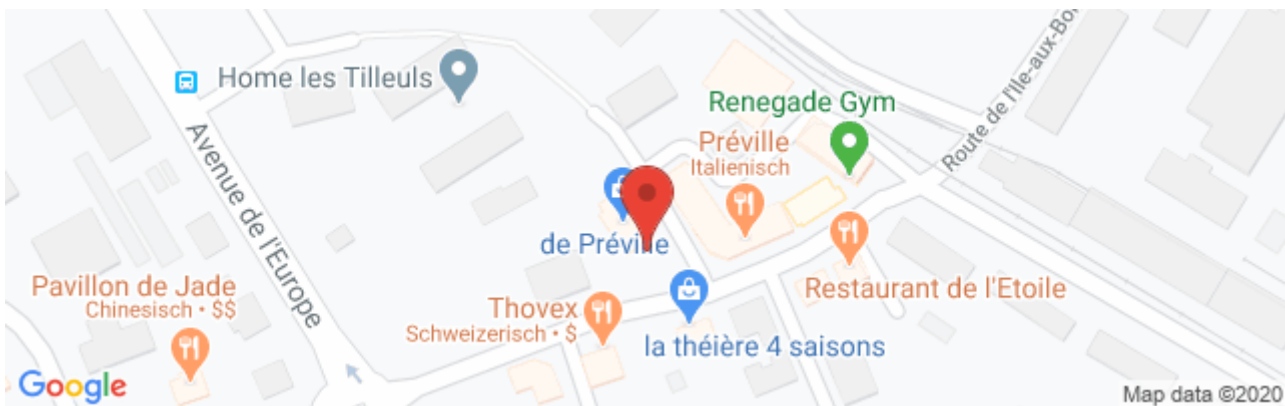 Home les Tilleuls
Renegade Gym
Route de l'Ile-aux-Bo
Préville
Italienisch
Avenue de l'Europe
de Préville
Pavillon de Jade
Chinesisch • $$
Restaurant de l'Etoile
Thovex
Schweizerisch • $
la théière 4 saisons
Google
Map data ©2020